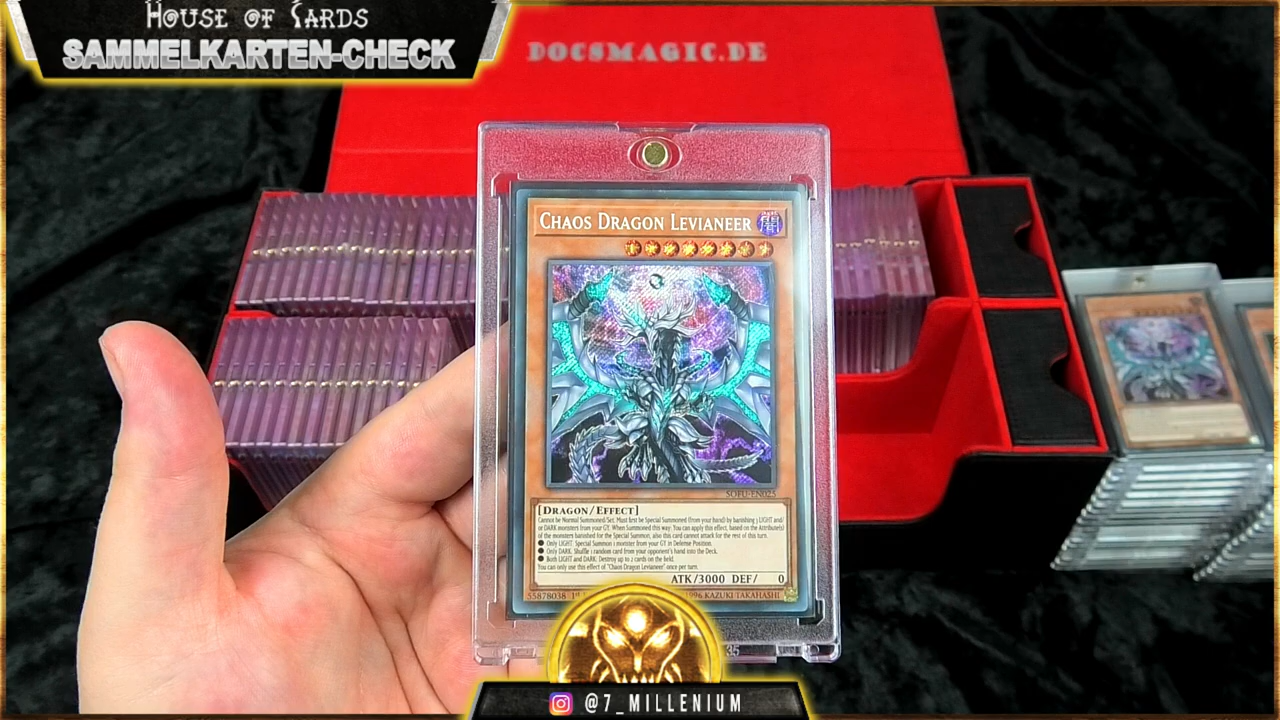 House of Cards
SAMMELKARTEN-CHECK
DOCSMAGIC.DE
CHAOS DRAGON LEVIANEER
闇
SOFU-EN025
[DRAGON/EFFECT]
Cannot be Normal Summoned/Set. Must first be Special Summoned (from your hand) by banishing 3 LIGHT and/
or DARK monsters from your GY. When Summoned this way: You can apply this effect, based on the Attribute(s)
of the monsters banished for the Special Summon, also this card cannot attack for the rest of this turn.
● Only LIGHT: Special Summon 1 monster from your GY in Defense Position.
● Only DARK: Shuffle 1 random card from your opponent's hand into the Deck.
● Both LIGHT and DARK: Destroy up to 2 cards on the field.
You can only use this effect of "Chaos Dragon Levianeer" once per turn.
ATK/3000 DEF/ 0
55878038 1st 1996 KAZUKI TAKAHASHI
35
@7_MILLENIUM